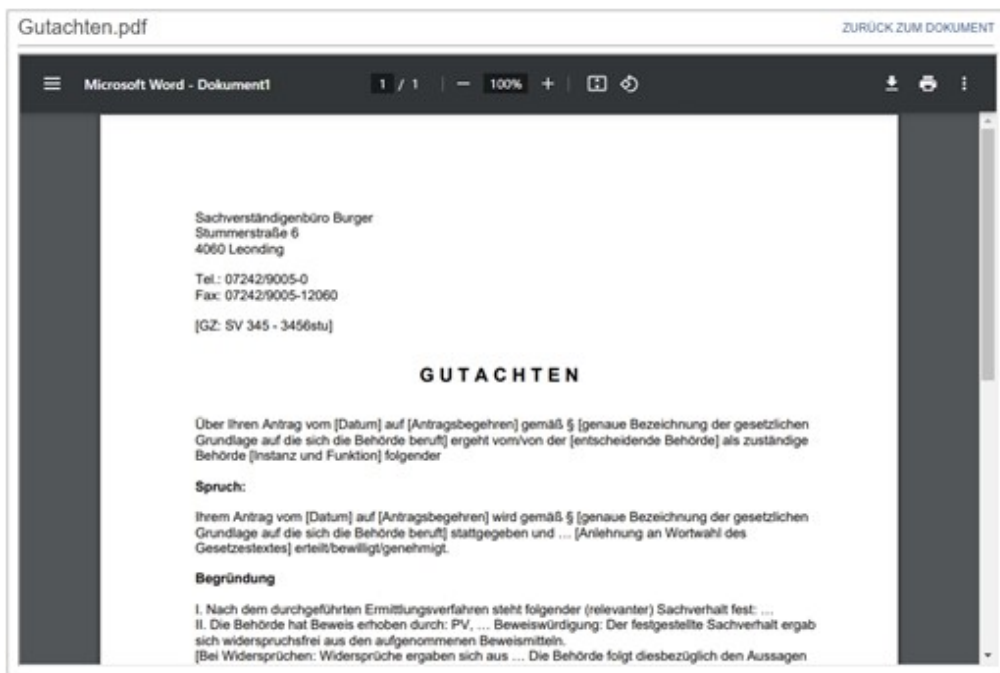 Gutachten.pdf
ZURÜCK ZUM DOKUMENT
Microsoft Word - Dokument1
1 / 1
100%
Sachverständigenbüro Burger
Stummerstraße 6
4060 Leonding
Tel.: 07242/9005-0
Fax: 07242/9005-12060
[GZ: SV 345 - 3456stu]
GUTACHTEN
Über Ihren Antrag vom [Datum] auf [Antragsbegehren] gemäß § [genaue Bezeichnung der gesetzlichen
Grundlage auf die sich die Behörde beruft] ergeht vom/von der [entscheidende Behörde] als zuständige
Behörde [Instanz und Funktion] folgender
Spruch:
Ihrem Antrag vom [Datum] auf [Antragsbegehren] wird gemäß § [genaue Bezeichnung der gesetzlichen
Grundlage auf die sich die Behörde beruft] stattgegeben und … [Anlehnung an Wortwahl des
Gesetzestextes] erteilt/bewilligt/genehmigt.
Begründung
I. Nach dem durchgeführten Ermittlungsverfahren steht folgender (relevanter) Sachverhalt fest: …
II. Die Behörde hat Beweis erhoben durch: PV, … Beweiswürdigung: Der festgestellte Sachverhalt ergab
sich widerspruchsfrei aus den aufgenommenen Beweismitteln.
[Bei Widersprüchen: Widersprüche ergaben sich aus … Die Behörde folgt diesbezüglich den Aussagen